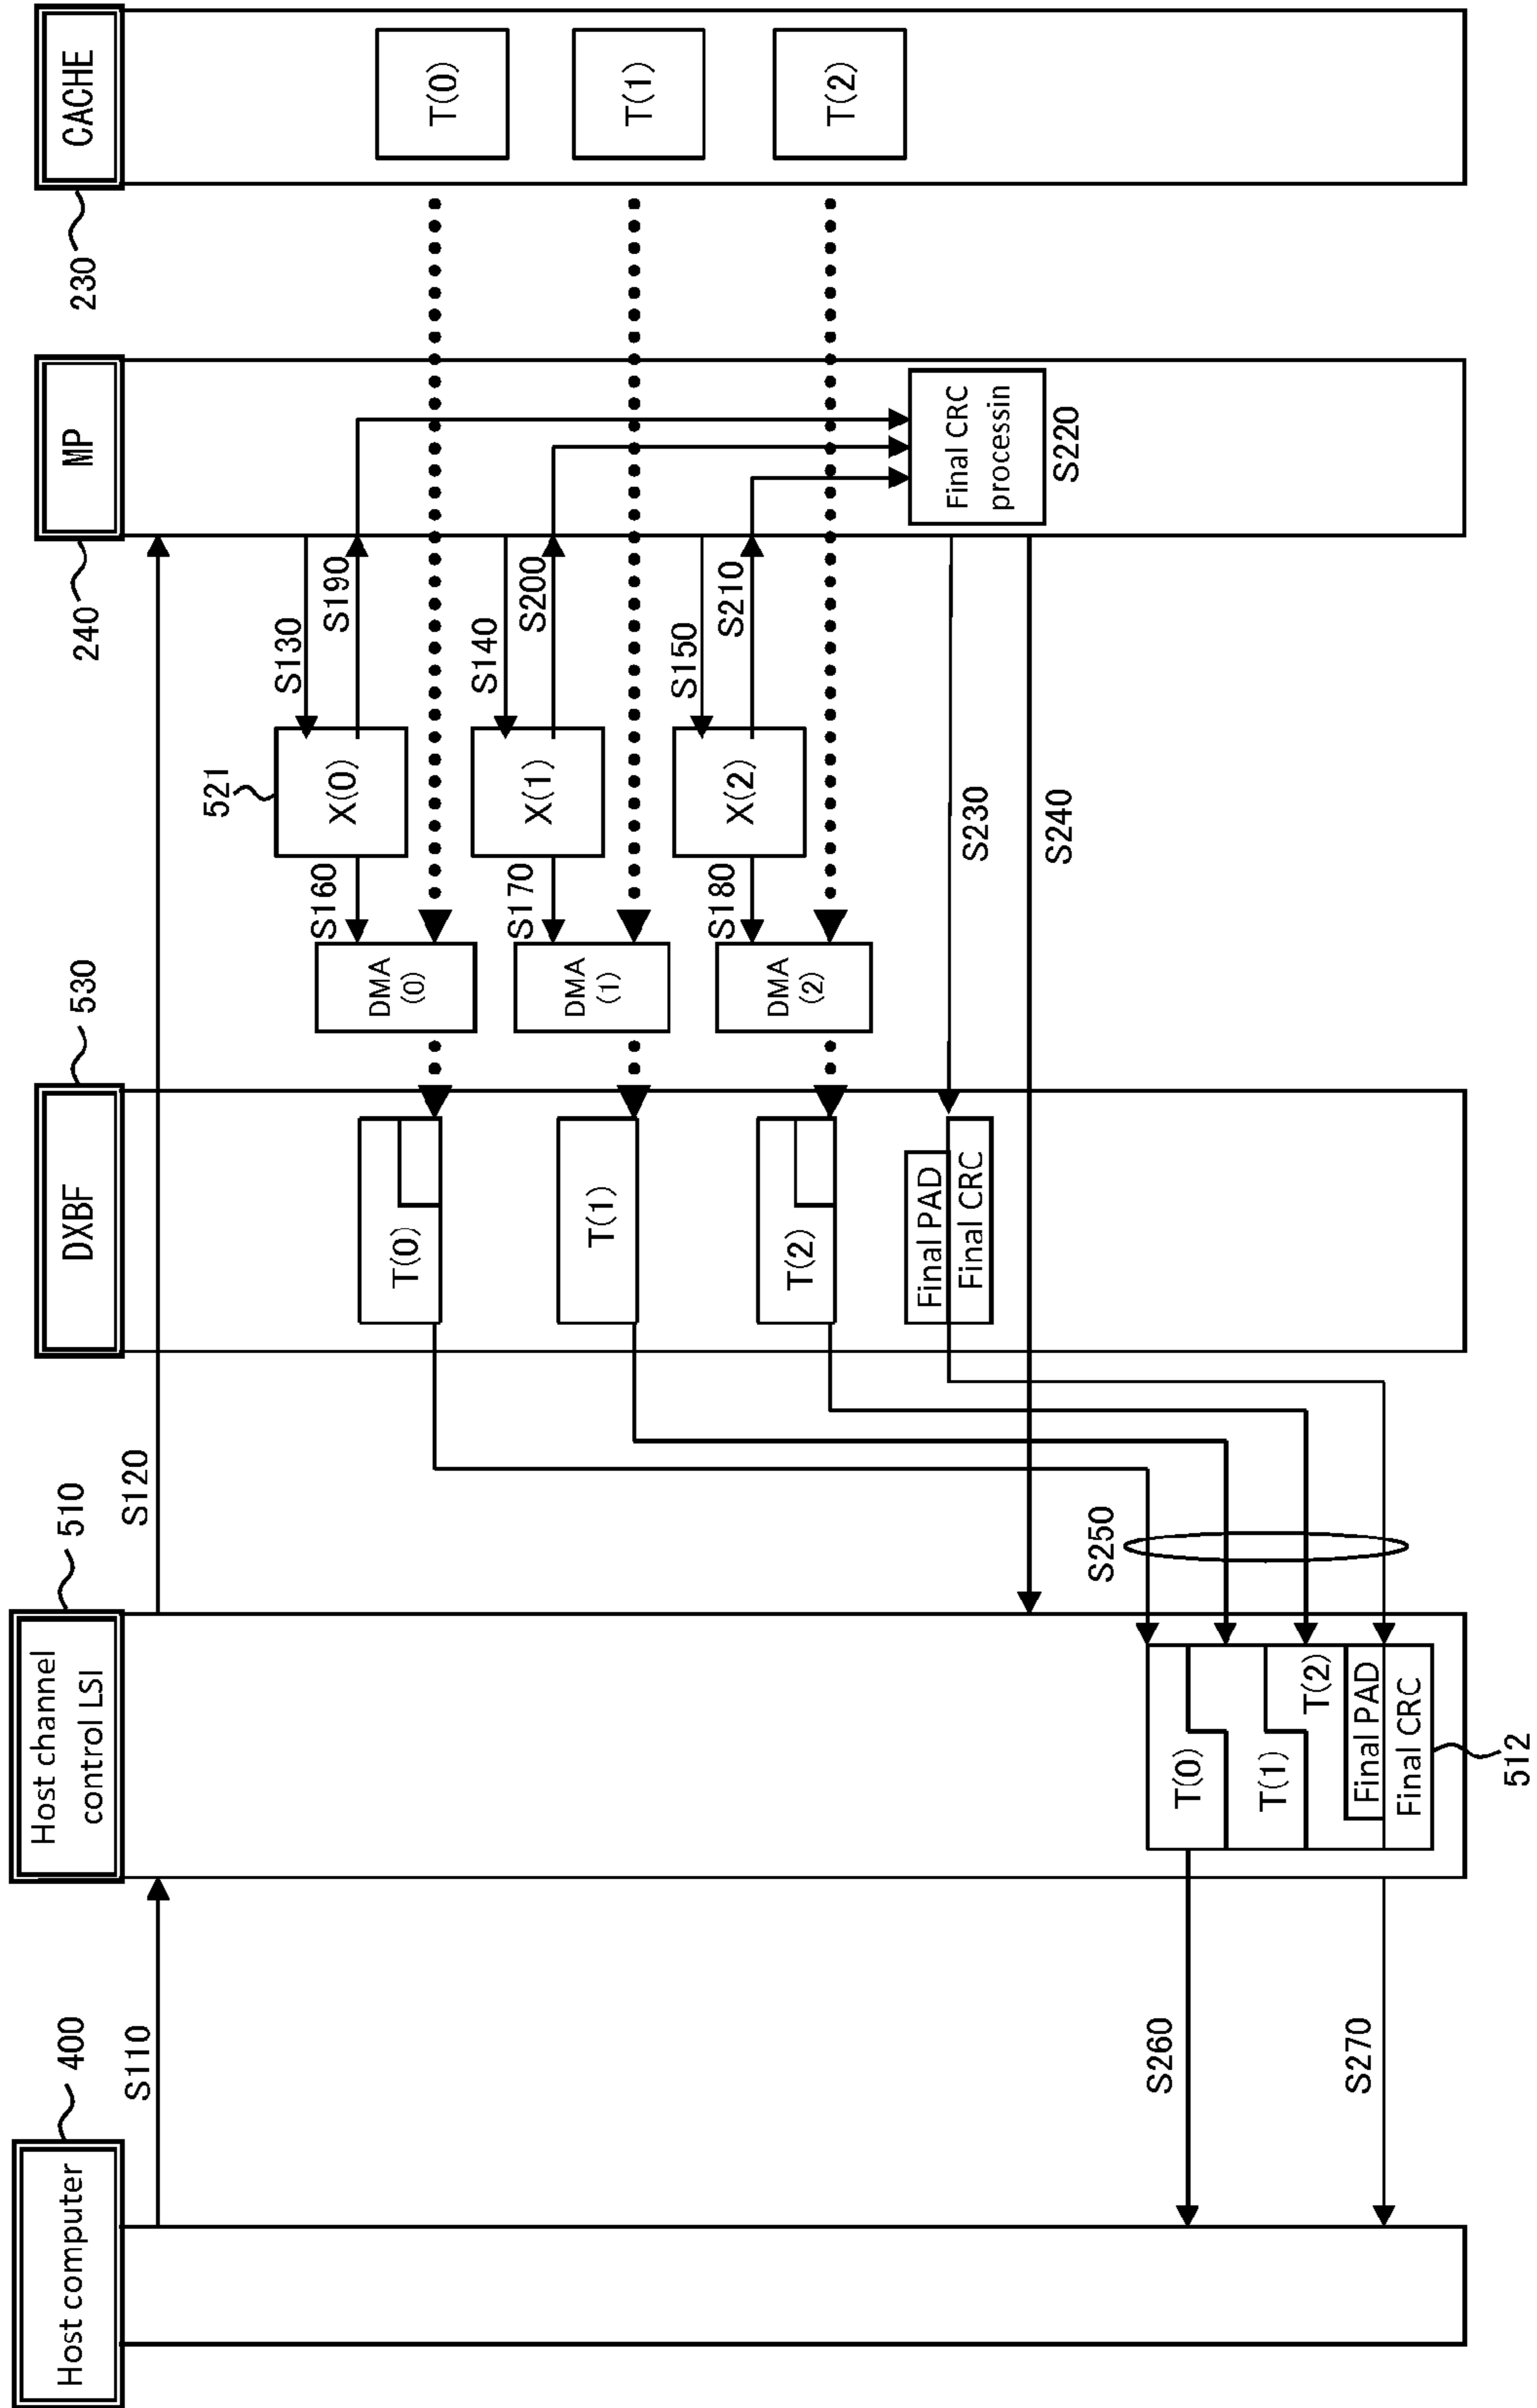 Host computer
400
Host channel
control LSI
510
DXBF
530
MP
240
CACHE
230
S110
S120
S130
S190
521
X(0)
S160
DMA
(0)
T(0)
T(0)
S140
S200
X(1)
S170
DMA
(1)
T(1)
T(1)
S150
S210
X(2)
S180
DMA
(2)
T(2)
T(2)
Final CRC
processin
S220
S230
Final PAD
Final CRC
S240
S250
T(0)
T(1)
T(2)
Final PAD
Final CRC
512
S260
S270